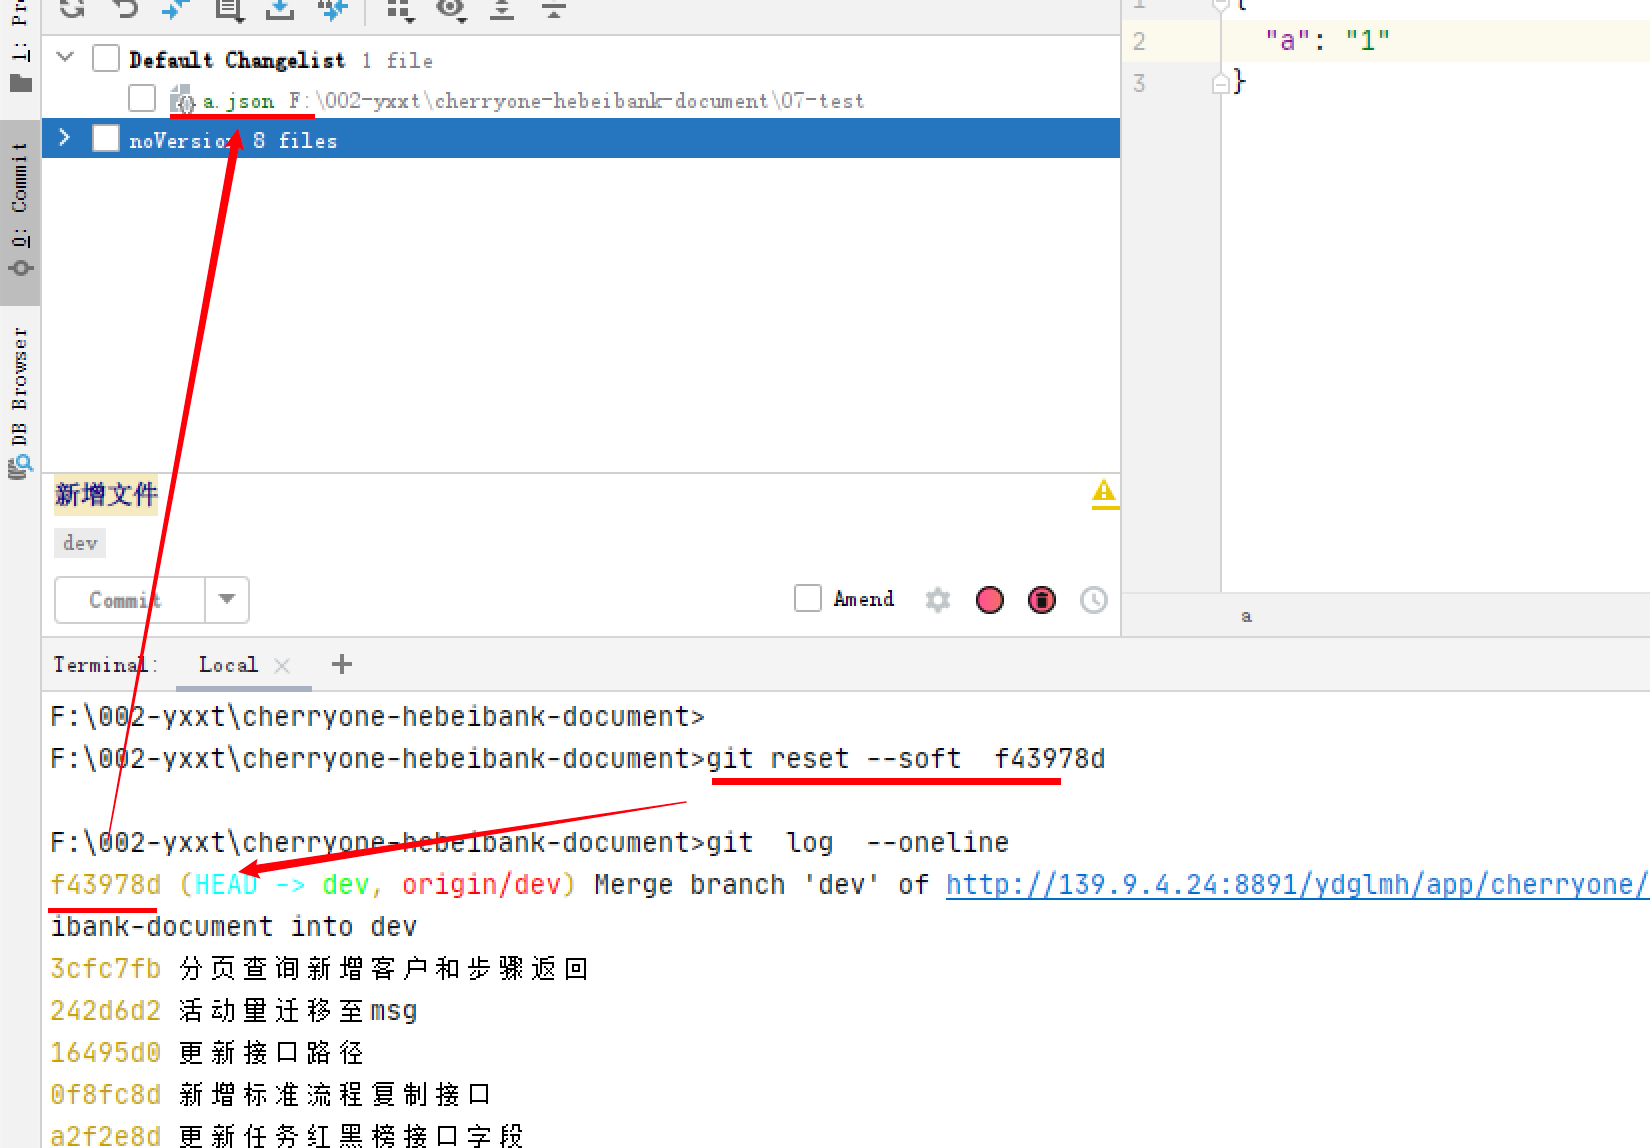 1: Pr
0: Commit
DB Browser
Default Changelist 1 file
a.json F:\002-yxxt\cherryone-hebeibank-document\07-test
noVersion 8 files
1 {
2 "a": "1"
3 }
新增文件
dev
Commit
Amend
a
Terminal: Local
F:\002-yxxt\cherryone-hebeibank-document>
F:\002-yxxt\cherryone-hebeibank-document>git reset --soft  f43978d
F:\002-yxxt\cherryone-hebeibank-document>git  log  --oneline
f43978d (HEAD -> dev, origin/dev) Merge branch 'dev' of http://139.9.4.24:8891/ydglmh/app/cherryone/
ibank-document into dev
3cfc7fb 分页查询新增客户和步骤返回
242d6d2 活动量迁移至msg
16495d0 更新接口路径
0f8fc8d 新增标准流程复制接口
a2f2e8d 更新任务红黑榜接口字段